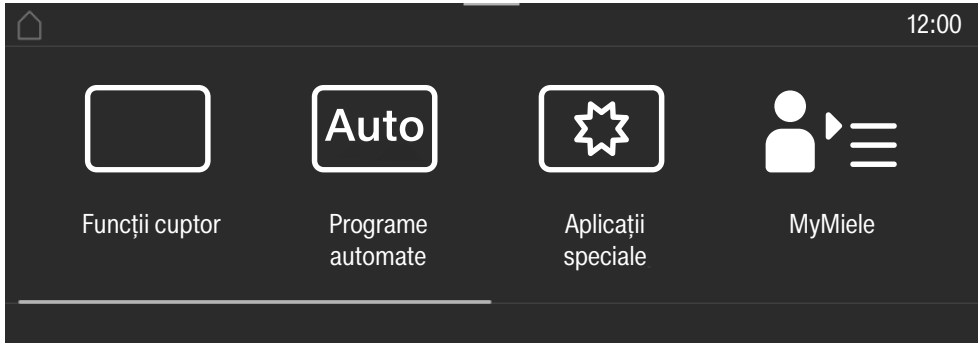 12:00
Auto
Funcții cuptor
Programe
automate
Aplicații
speciale
MyMiele